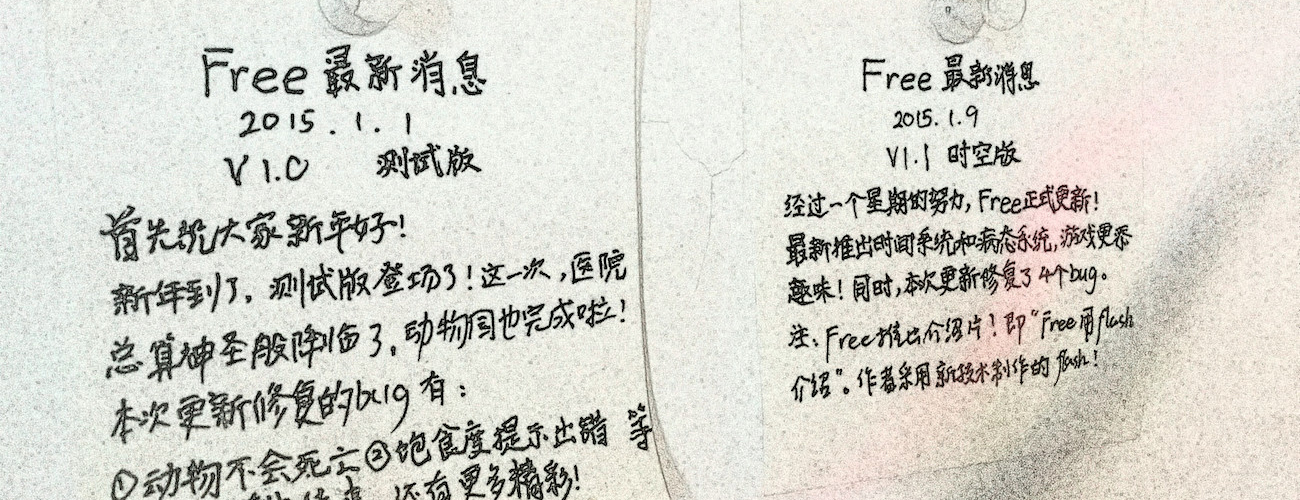 Free 最新消息
2015.1.1
V1.0 测试版
首先祝大家新年好!
新年到了,测试版登场了!这一次,医院
总算神圣般降临了,动物园也完成啦!
本次更新修复的bug有:
①动物不会死亡②饱食度提示出错 等
还有更多精彩!
Free 最新消息
2015.1.9
V1.1 时空版
经过一个星期的努力,Free正式更新!
最新推出时间系统和病态系统,游戏更添
趣味!同时,本次更新修复了4个bug。
注:Free推出介绍片!即"Free用flash
介绍"。作者采用新技术制作的flash!